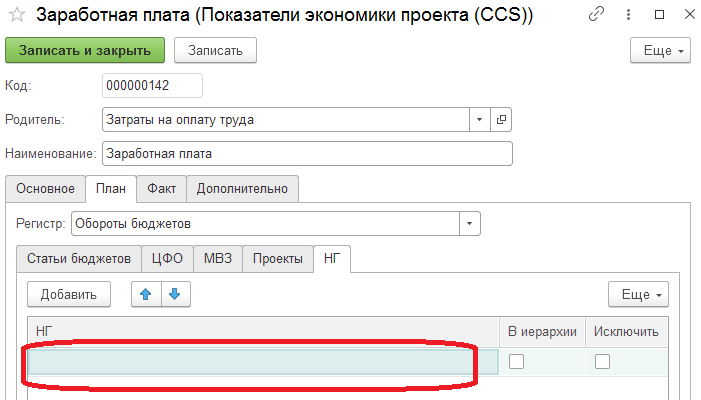 Заработная плата (Показатели экономики проекта (CCS))
Записать и закрыть Записать Еще
Код: 000000142
Родитель: Затраты на оплату труда
Наименование: Заработная плата
Основное План Факт Дополнительно
Регистр: Обороты бюджетов
Статьи бюджетов ЦФО МВЗ Проекты НГ
Добавить Еще
НГ В иерархии Исключить